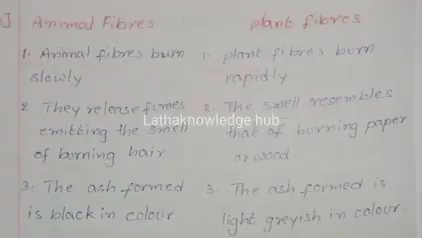 J Animal Fibres plant fibres
1. Animal fibres burn
slowly
1. plant fibres burn
rapidly
2 They release fumes
emitting the smell
of burning hair
2. The smell resembles
that of burning paper
or wood
Lathaknowledge hub
3. The ash formed
is black in colour
3. The ash formed is
light greyish in colour.